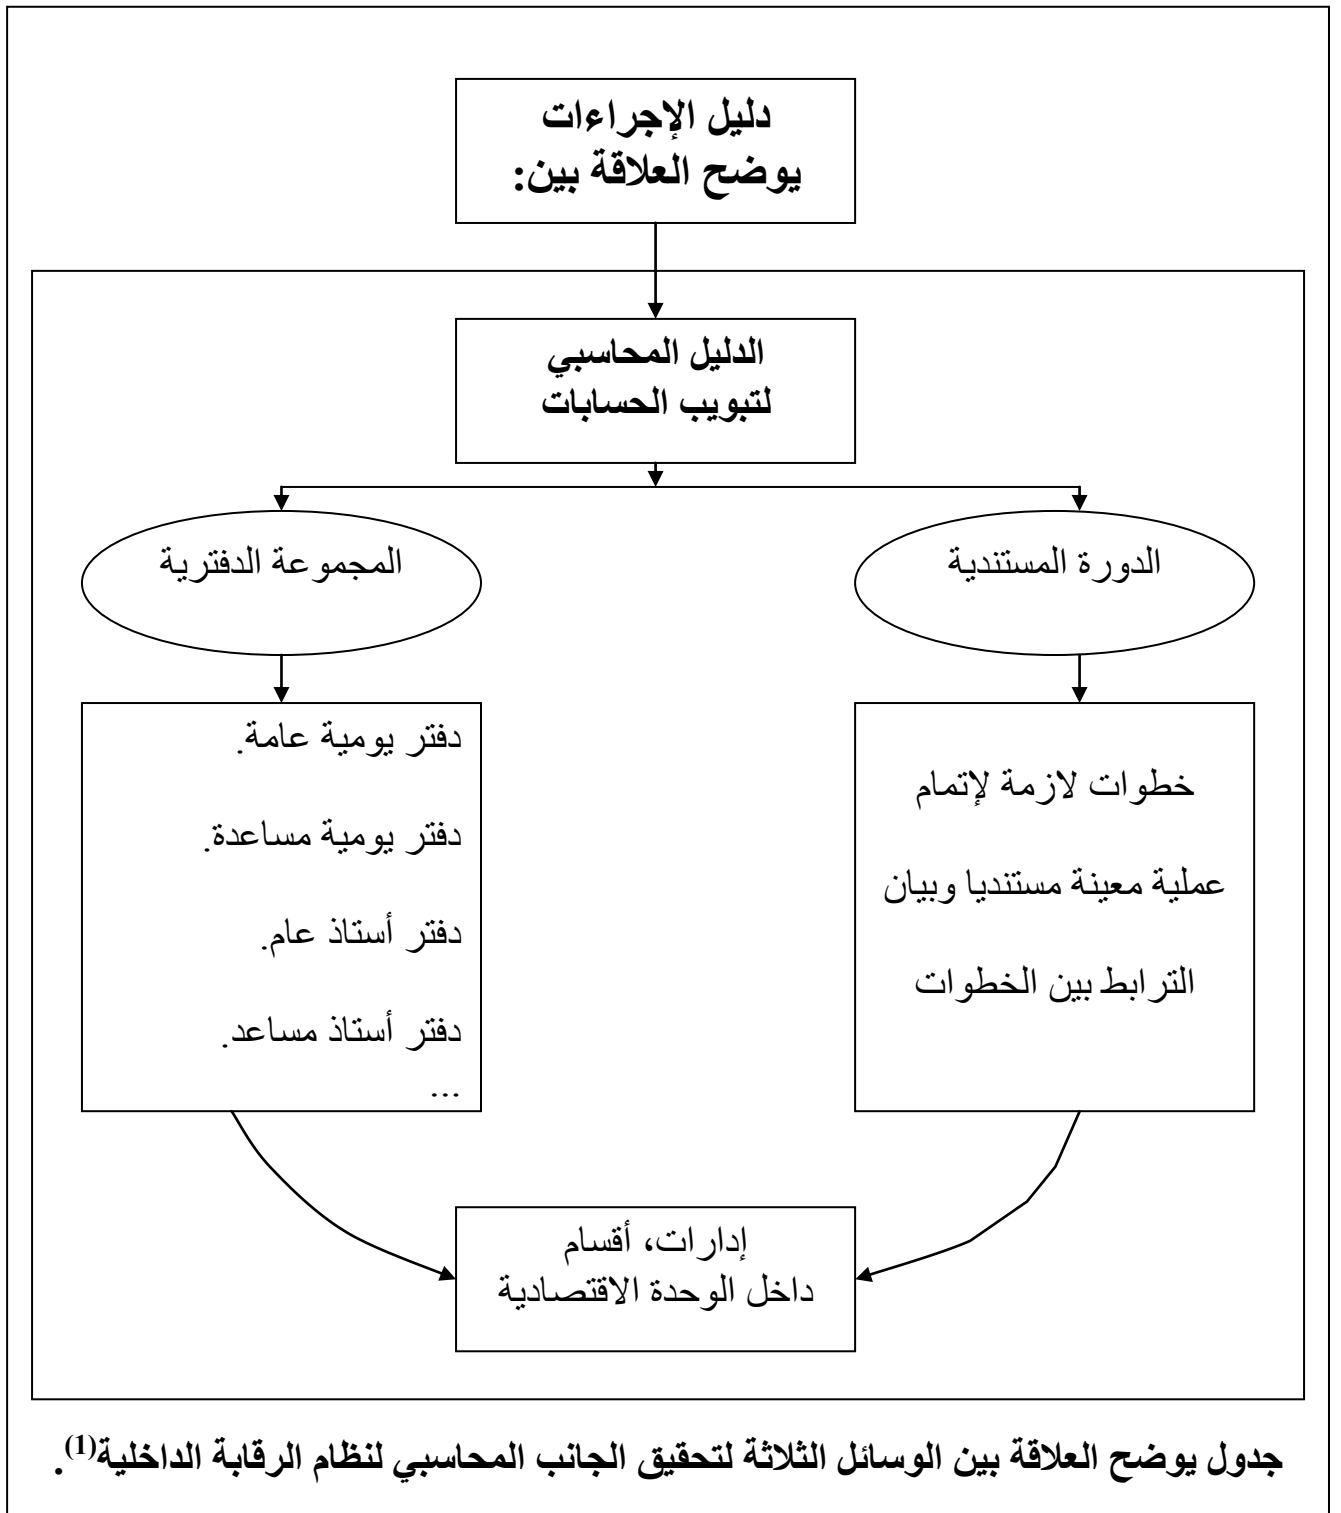 دليل الإجراءات
يوضح العلاقة بين:
الدليل المحاسبي
لتبويب الحسابات
الدورة المستندية
المجموعة الدفترية
خطوات لازمة لإتمام
عملية معينة مستنديا وبيان
الترابط بين الخطوات
دفتر يومية عامة.
دفتر يومية مساعدة.
دفتر أستاذ عام.
دفتر أستاذ مساعد.
...
إدارات، أقسام
داخل الوحدة الاقتصادية
جدول يوضح العلاقة بين الوسائل الثلاثة لتحقيق الجانب المحاسبي لنظام الرقابة الداخلية(1).